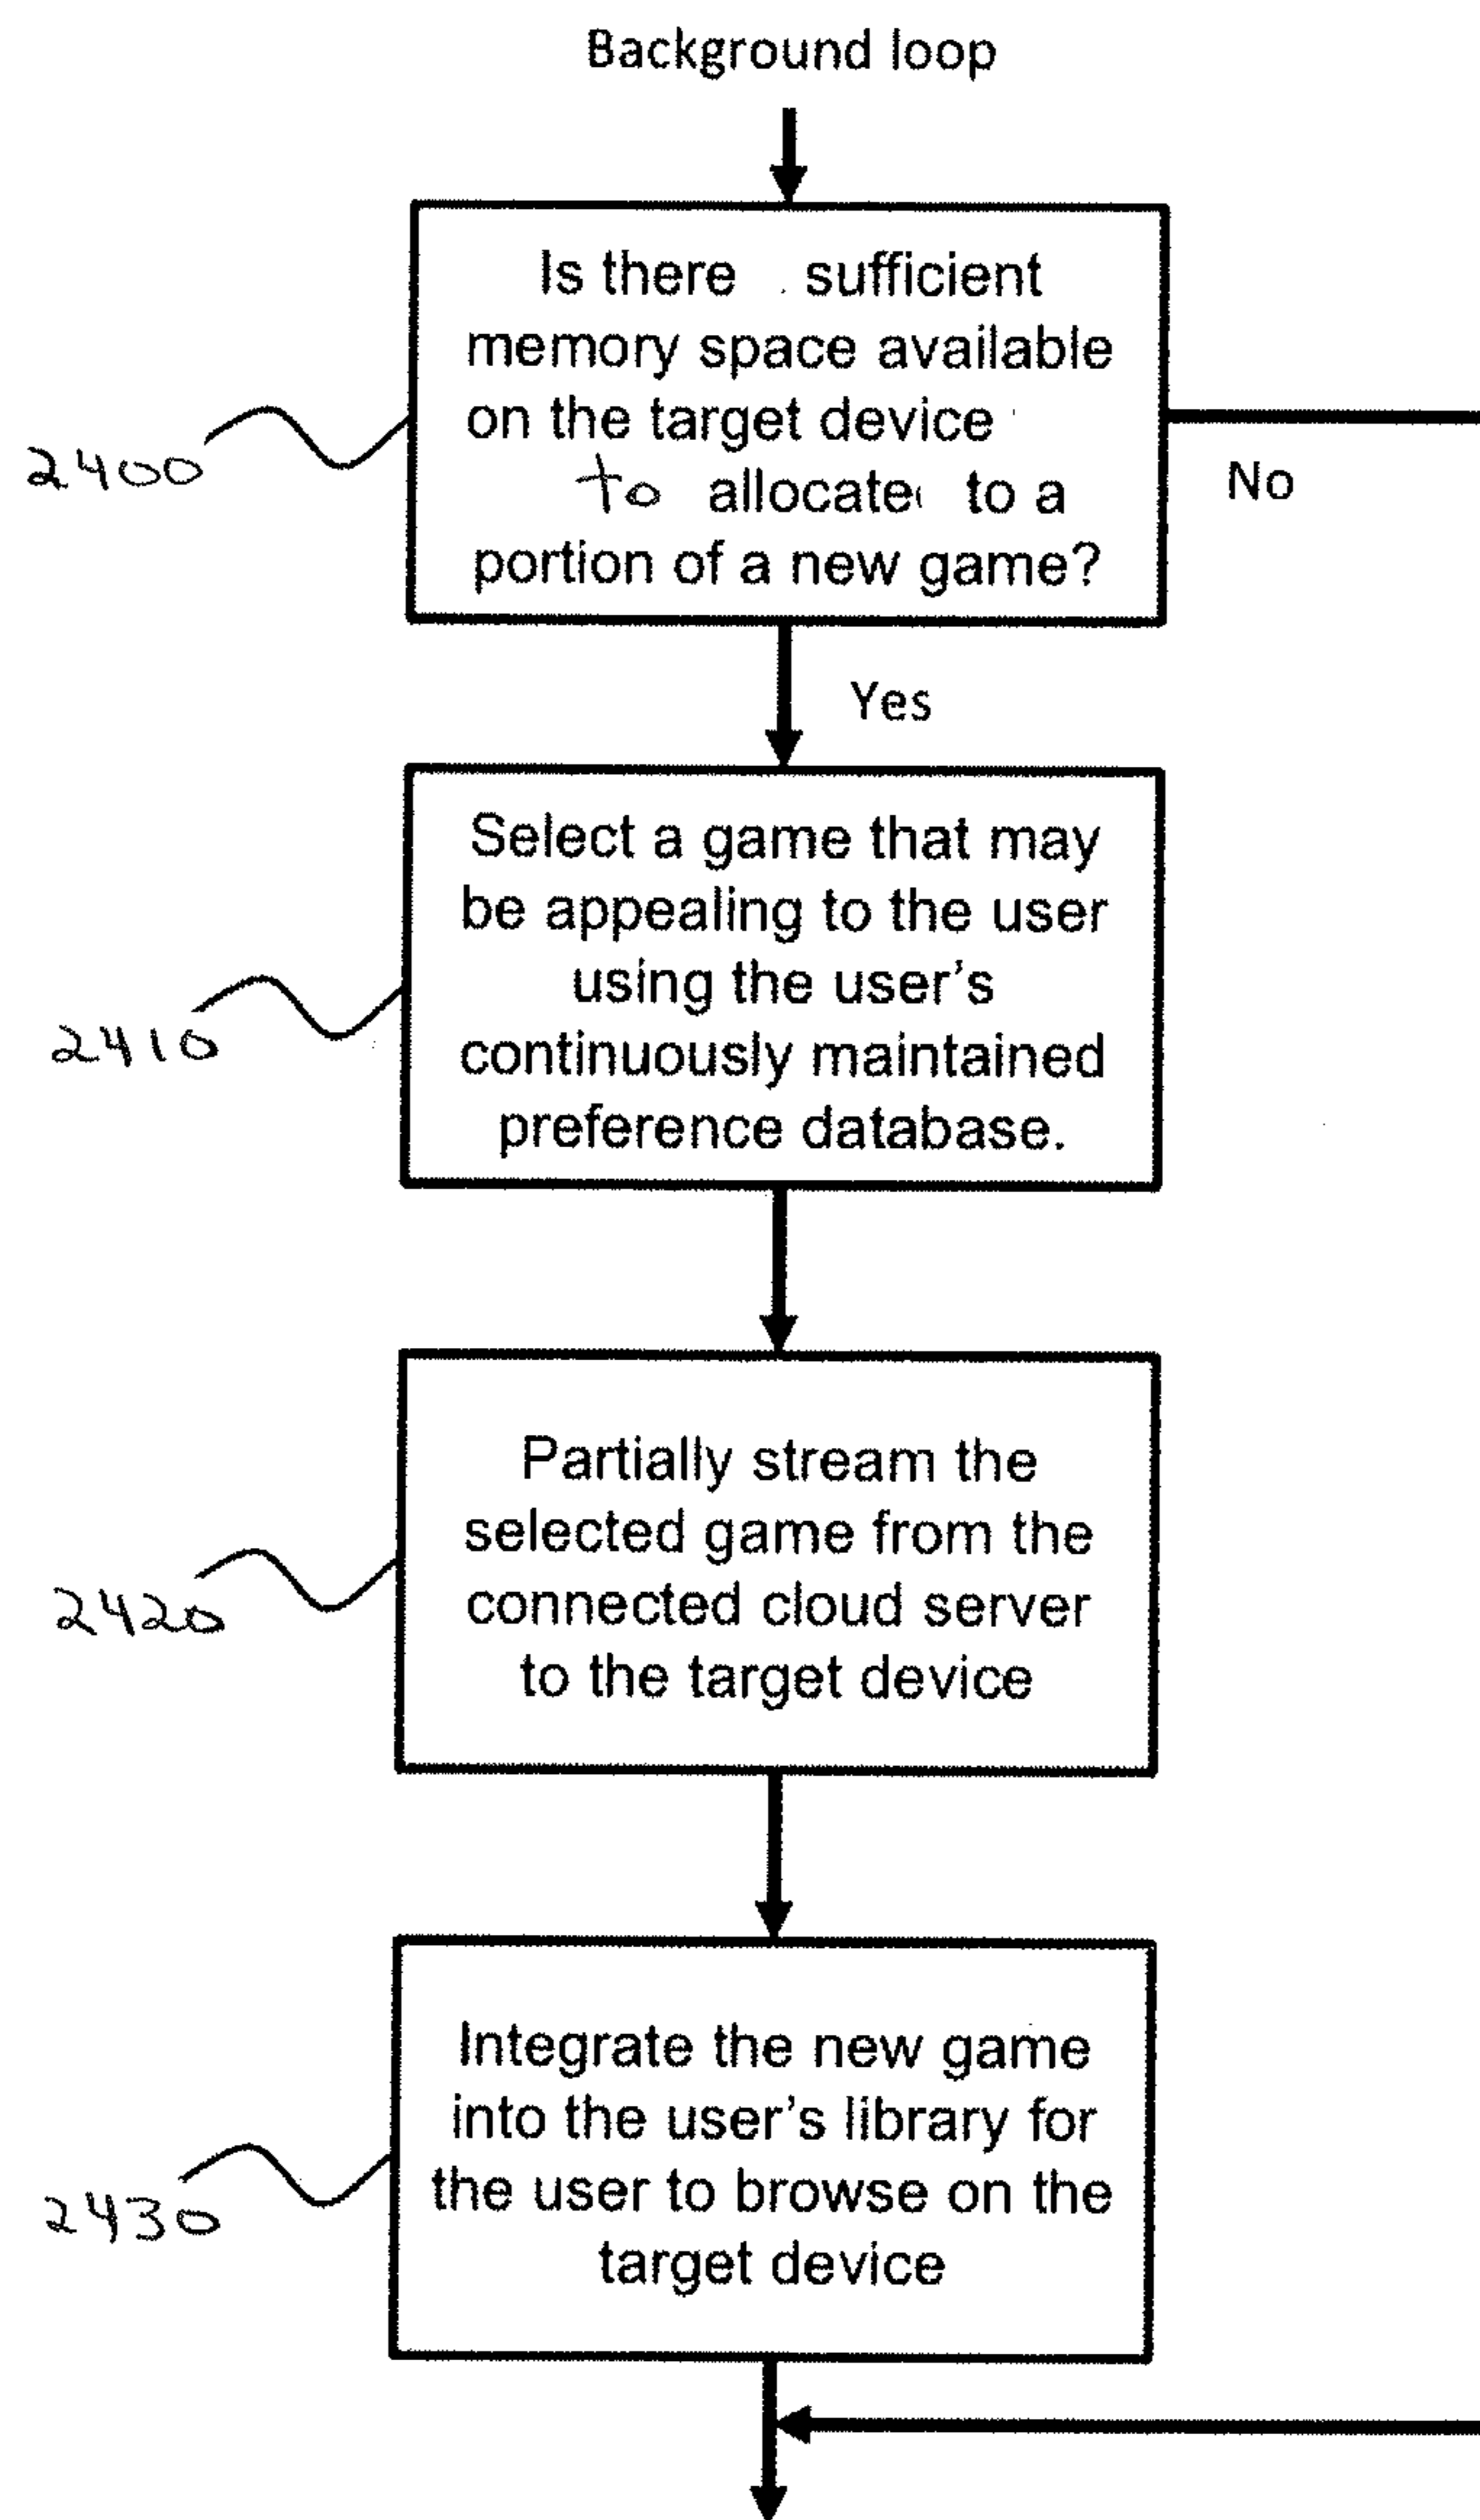 Background loop
Is there sufficient
memory space available
on the target device
2400
to allocate to a
No
portion of a new game?
Yes
Select a game that may
be appealing to the user
using the user's
2410
continuously maintained
preference database.
Partially stream the
selected game from the
connected cloud server
2420
to the target device
Integrate the new game
into the user's library for
the user to browse on the
2430
target device